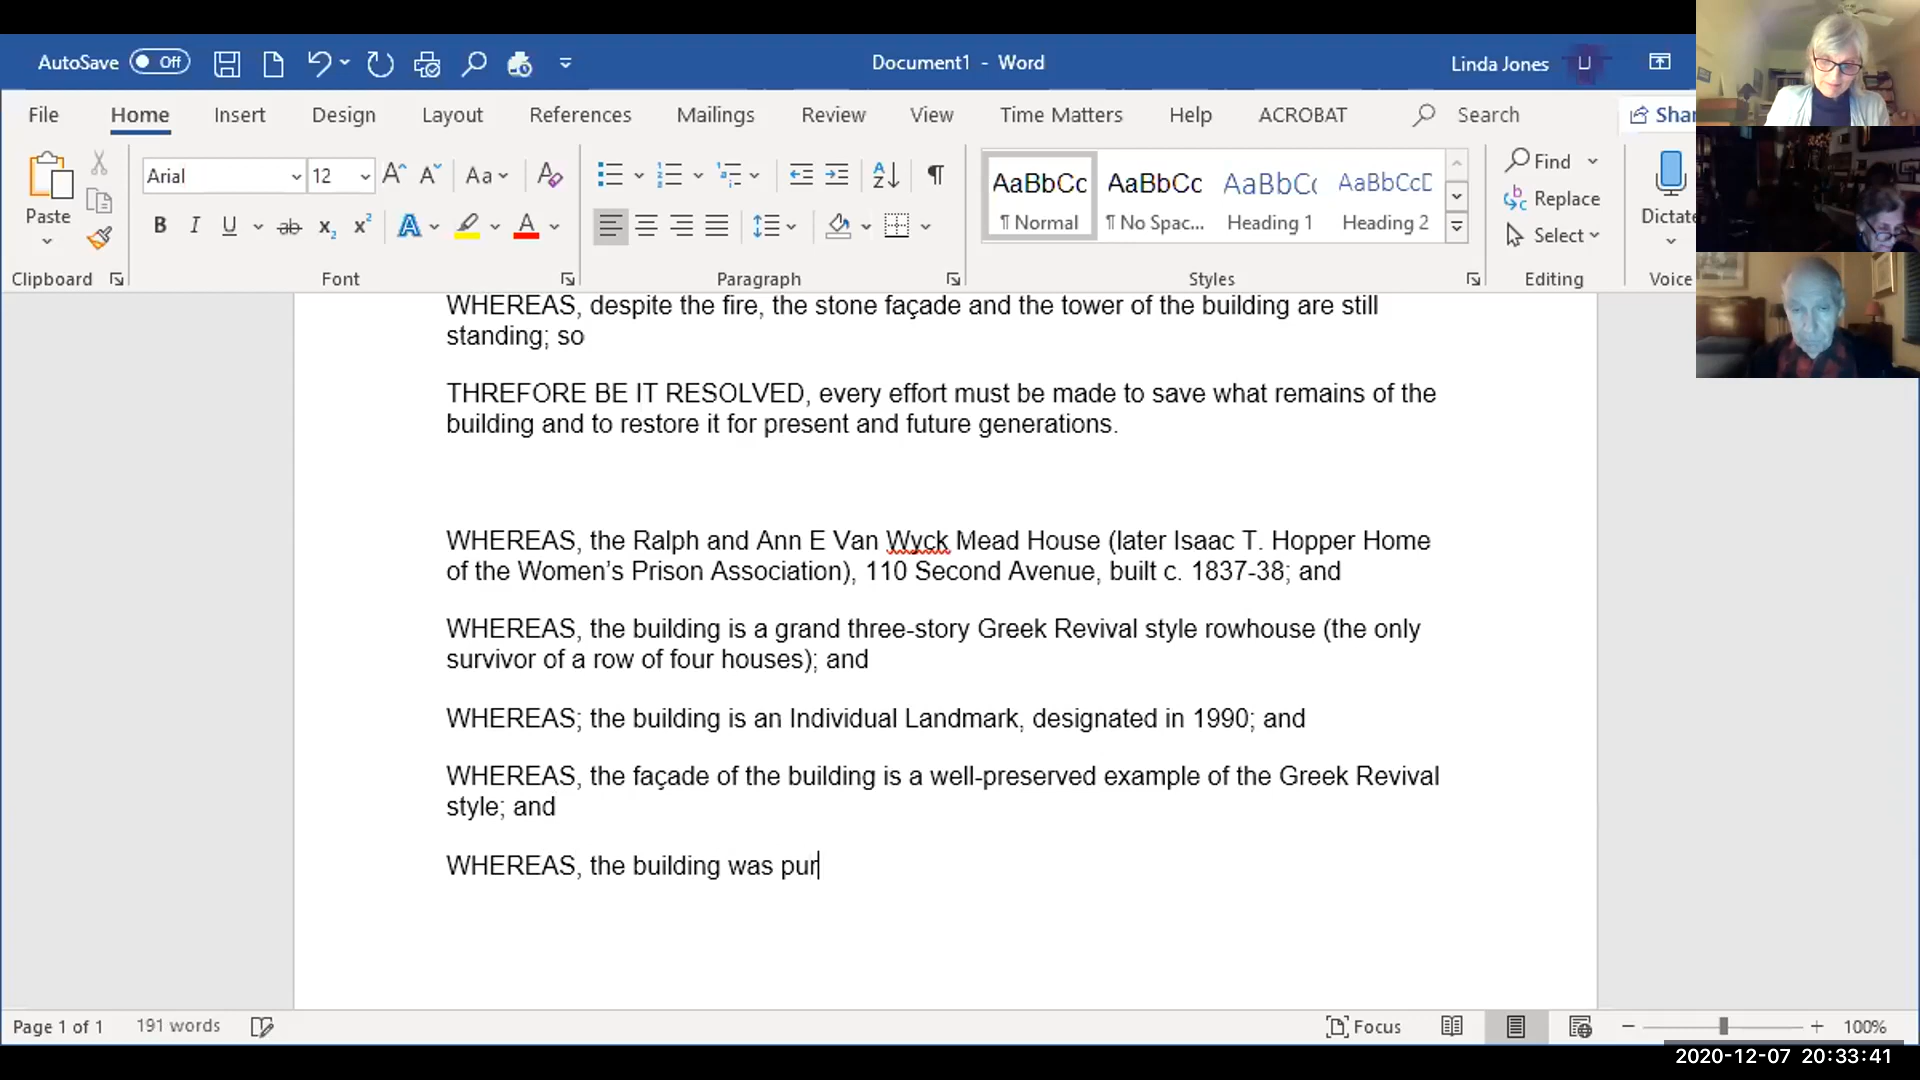 AutoSave Off Document1 - Word Linda Jones LJ
File Home Insert Design Layout References Mailings Review View Time Matters Help ACROBAT Search Shar
Paste Arial 12 Aa AaBbCc AaBbCc AaBbCc AaBbCcD Find
Replace
B I U ab x₂ x² A A ¶ Normal ¶ No Spac... Heading 1 Heading 2 Select Dictate
Clipboard Font Paragraph Styles Editing Voice
WHEREAS, despite the fire, the stone façade and the tower of the building are still
standing; so
THREFORE BE IT RESOLVED, every effort must be made to save what remains of the
building and to restore it for present and future generations.
WHEREAS, the Ralph and Ann E Van Wyck Mead House (later Isaac T. Hopper Home
of the Women’s Prison Association), 110 Second Avenue, built c. 1837-38; and
WHEREAS, the building is a grand three-story Greek Revival style rowhouse (the only
survivor of a row of four houses); and
WHEREAS; the building is an Individual Landmark, designated in 1990; and
WHEREAS, the façade of the building is a well-preserved example of the Greek Revival
style; and
WHEREAS, the building was pur
Page 1 of 1 191 words Focus 100%
2020-12-07 20:33:41